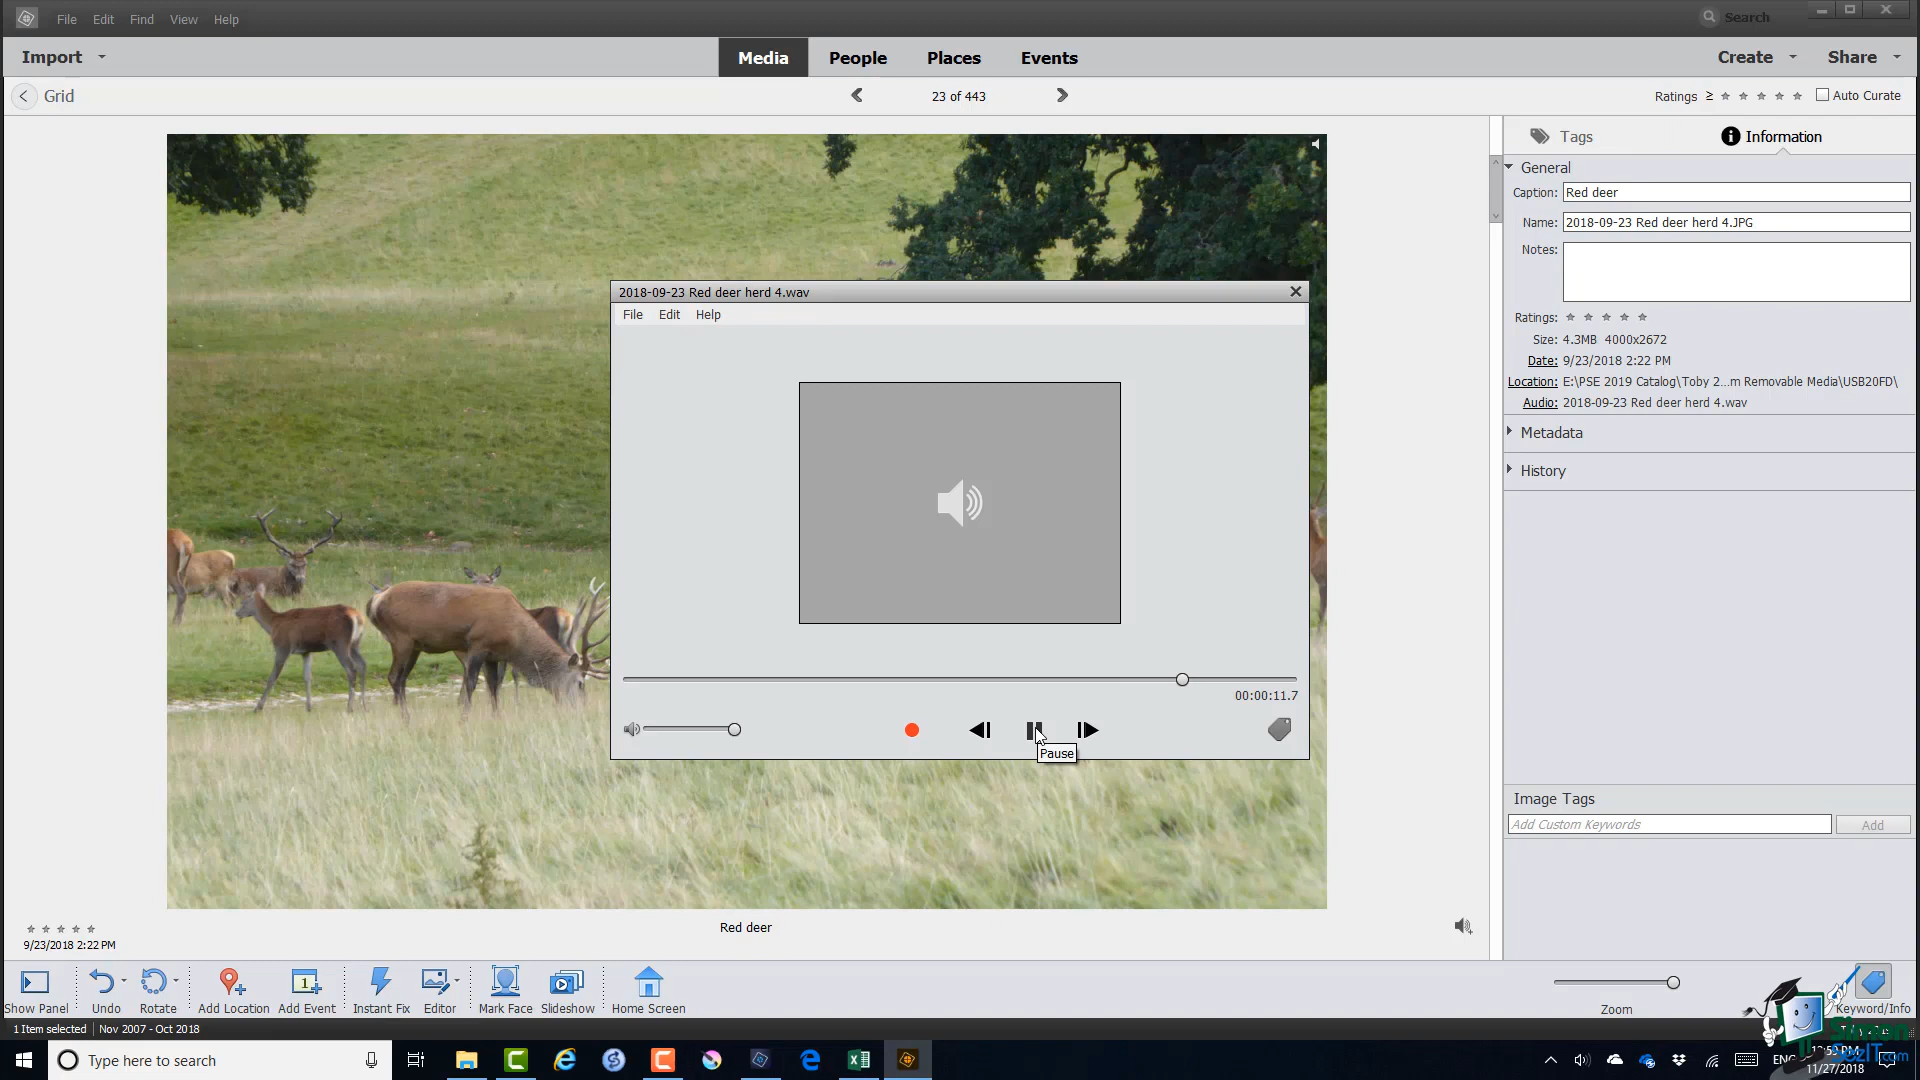 File Edit Find View Help Search
Import Media People Places Events Create Share
Grid 23 of 443 Ratings ≥ Auto Curate
Tags Information
General
Caption: Red deer
Name: 2018-09-23 Red deer herd 4.JPG
Notes:
Ratings:
Size: 4.3MB 4000x2672
Date: 9/23/2018 2:22 PM
Location: E:\PSE 2019 Catalog\Toby 2...m Removable Media\USB20FD\
Audio: 2018-09-23 Red deer herd 4.wav
Metadata
History
2018-09-23 Red deer herd 4.wav
File Edit Help
00:00:11.7
Pause
Image Tags
Add Custom Keywords Add
Red deer
9/23/2018 2:22 PM
Show Panel Undo Rotate Add Location 1 Add Event Instant Fix Editor Mark Face Slideshow Home Screen Zoom Keyword/Info
1 Item selected Nov 2007 - Oct 2018
Simon
SezIT.com
Type here to search
ENG
11/27/2018